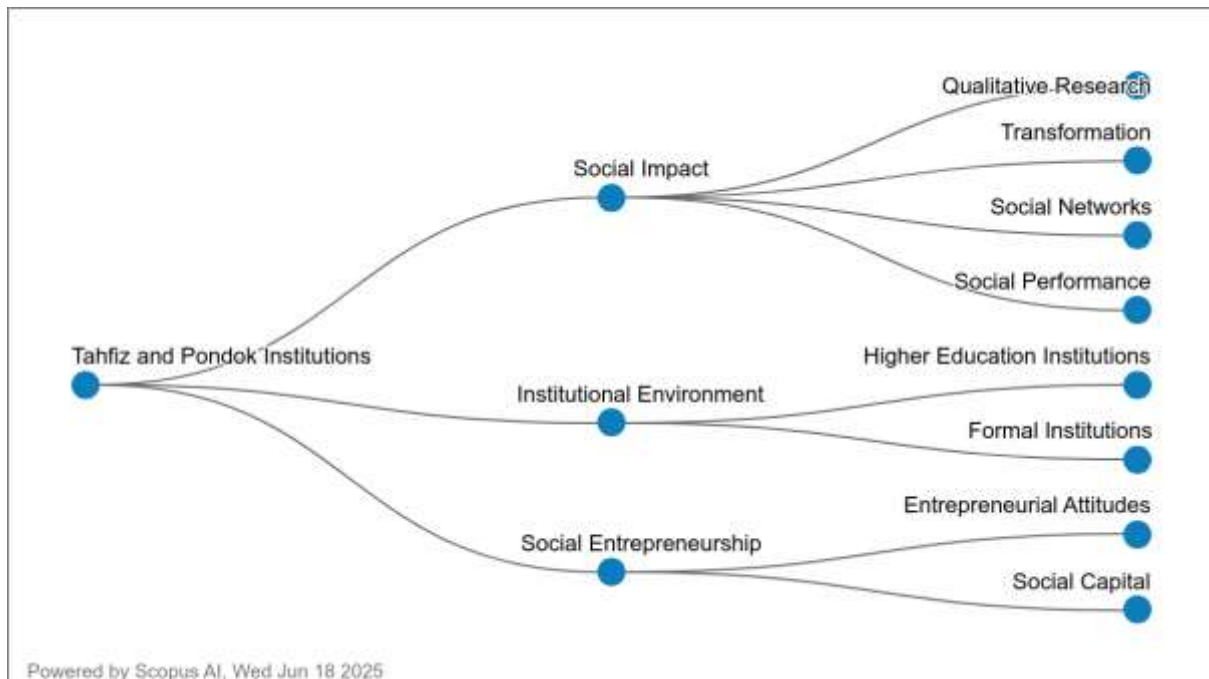 Qualitative Research
Transformation
Social Impact
Social Networks
Social Performance
Tahfiz and Pondok Institutions
Higher Education Institutions
Institutional Environment
Formal Institutions
Entrepreneurial Attitudes
Social Entrepreneurship
Social Capital
Powered by Scopus AI, Wed Jun 18 2025